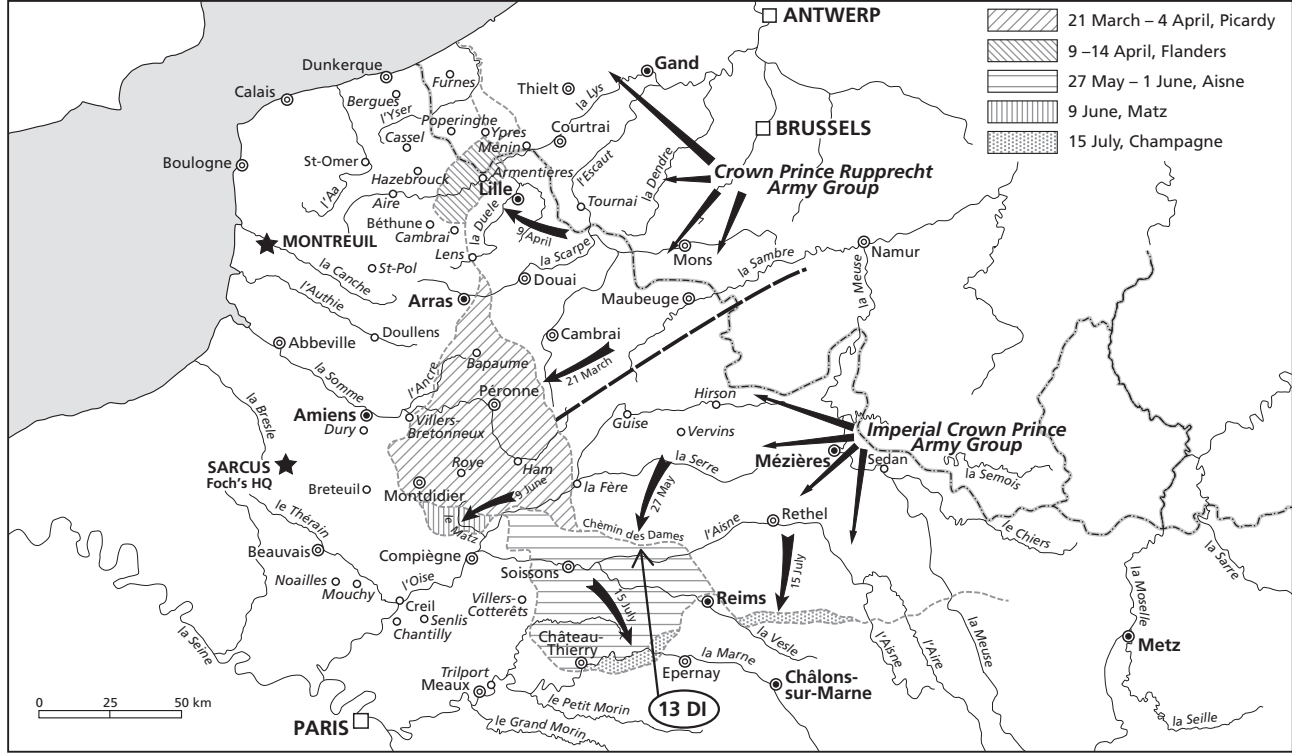 ANTWERP
21 March – 4 April, Picardy
9 –14 April, Flanders
27 May – 1 June, Aisne
9 June, Matz
15 July, Champagne
Dunkerque
Furnes
Gand
Calais
Bergues
l'Yser
Thielt
la Lys
Poperinghe
Ypres
Courtrai
BRUSSELS
Cassel
Menin
Boulogne
St-Omer
l'Escaut
la Dendre
Crown Prince Rupprecht
Army Group
Hazebrouck
Armentières
l'Aa
Aire
Lille
Tournai
Béthune
Cambrai
la Duele
9 April
MONTREUIL
Lens
la Scarpe
Mons
la Sambre
Namur
la Canche
St-Pol
Douai
la Meuse
l'Authie
Arras
Maubeuge
Doullens
Cambrai
Abbeville
l'Ancre
Bapaume
21 March
la Somme
la Bresle
Péronne
Hirson
Amiens
Dury
Villers-
Bretonneux
Guise
Vervins
Imperial Crown Prince
Army Group
Mézières
Sedan
SARCUS
Foch's HQ
Roye
Ham
la Serre
la Semois
Breteuil
Montdidier
9 June
la Fère
27 May
le Thérain
le Matz
Chèmin des Dames
l'Aisne
Rethel
le Chiers
Beauvais
Compiègne
la Sarre
Noailles
Mouchy
l'Oise
Soissons
15 July
la Moselle
Creil
Senlis
Chantilly
Villers-
Cotterêts
15 July
Reims
la Seine
Château-
Thierry
la Vesle
l'Aisne
l'Aire
la Meuse
Metz
Trilport
Meaux
Epernay
la Marne
Châlons-
sur-Marne
0 25 50 km
PARIS
le Petit Morin
13 DI
le Grand Morin
la Seille